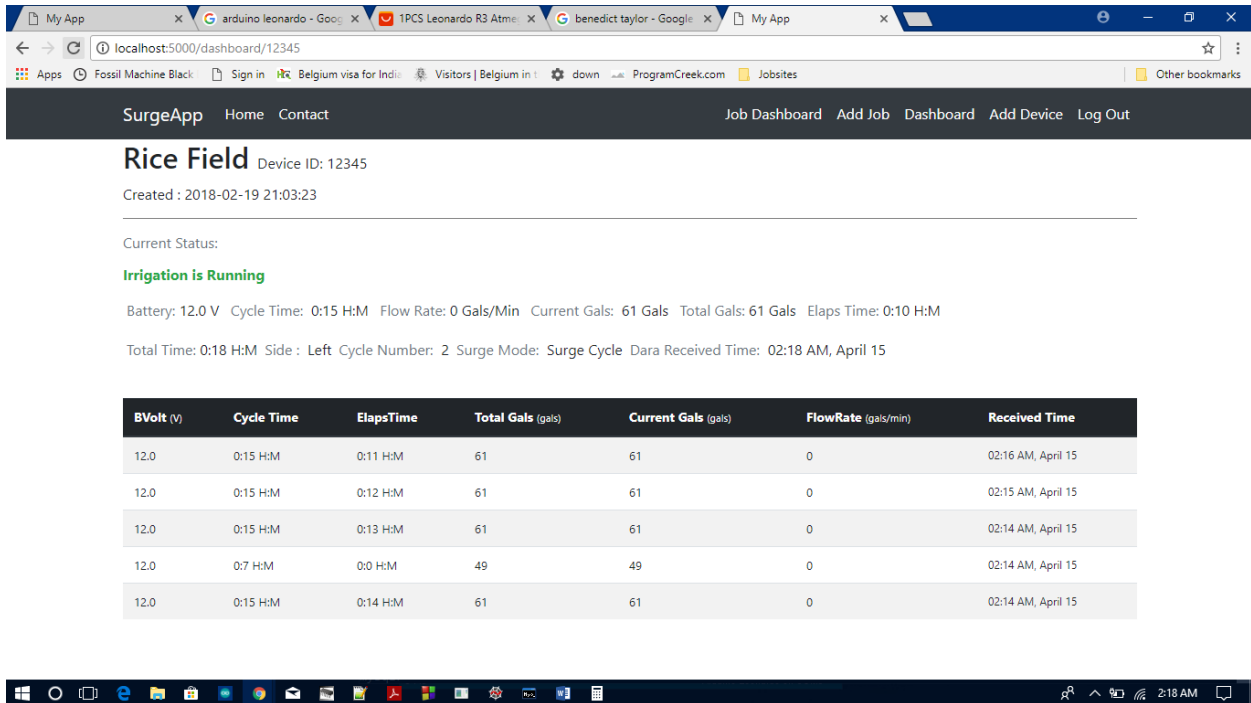 My App arduino leonardo - Goog 1PCS Leonardo R3 Atme benedict taylor - Google My App
localhost:5000/dashboard/12345
Apps Fossil Machine Black Sign in HR Belgium visa for India Visitors | Belgium in t down ProgramCreek.com Jobsites Other bookmarks
SurgeApp Home Contact Job Dashboard Add Job Dashboard Add Device Log Out
Rice Field Device ID: 12345
Created : 2018-02-19 21:03:23
Current Status:
Irrigation is Running
Battery: 12.0 V Cycle Time: 0:15 H:M Flow Rate: 0 Gals/Min Current Gals: 61 Gals Total Gals: 61 Gals Elaps Time: 0:10 H:M
Total Time: 0:18 H:M Side : Left Cycle Number: 2 Surge Mode: Surge Cycle Dara Received Time: 02:18 AM, April 15
BVolt (V) Cycle Time ElapsTime Total Gals (gals) Current Gals (gals) FlowRate (gals/min) Received Time
12.0 0:15 H:M 0:11 H:M 61 61 0 02:16 AM, April 15
12.0 0:15 H:M 0:12 H:M 61 61 0 02:15 AM, April 15
12.0 0:15 H:M 0:13 H:M 61 61 0 02:14 AM, April 15
12.0 0:7 H:M 0:0 H:M 49 49 0 02:14 AM, April 15
12.0 0:15 H:M 0:14 H:M 61 61 0 02:14 AM, April 15
2:18 AM